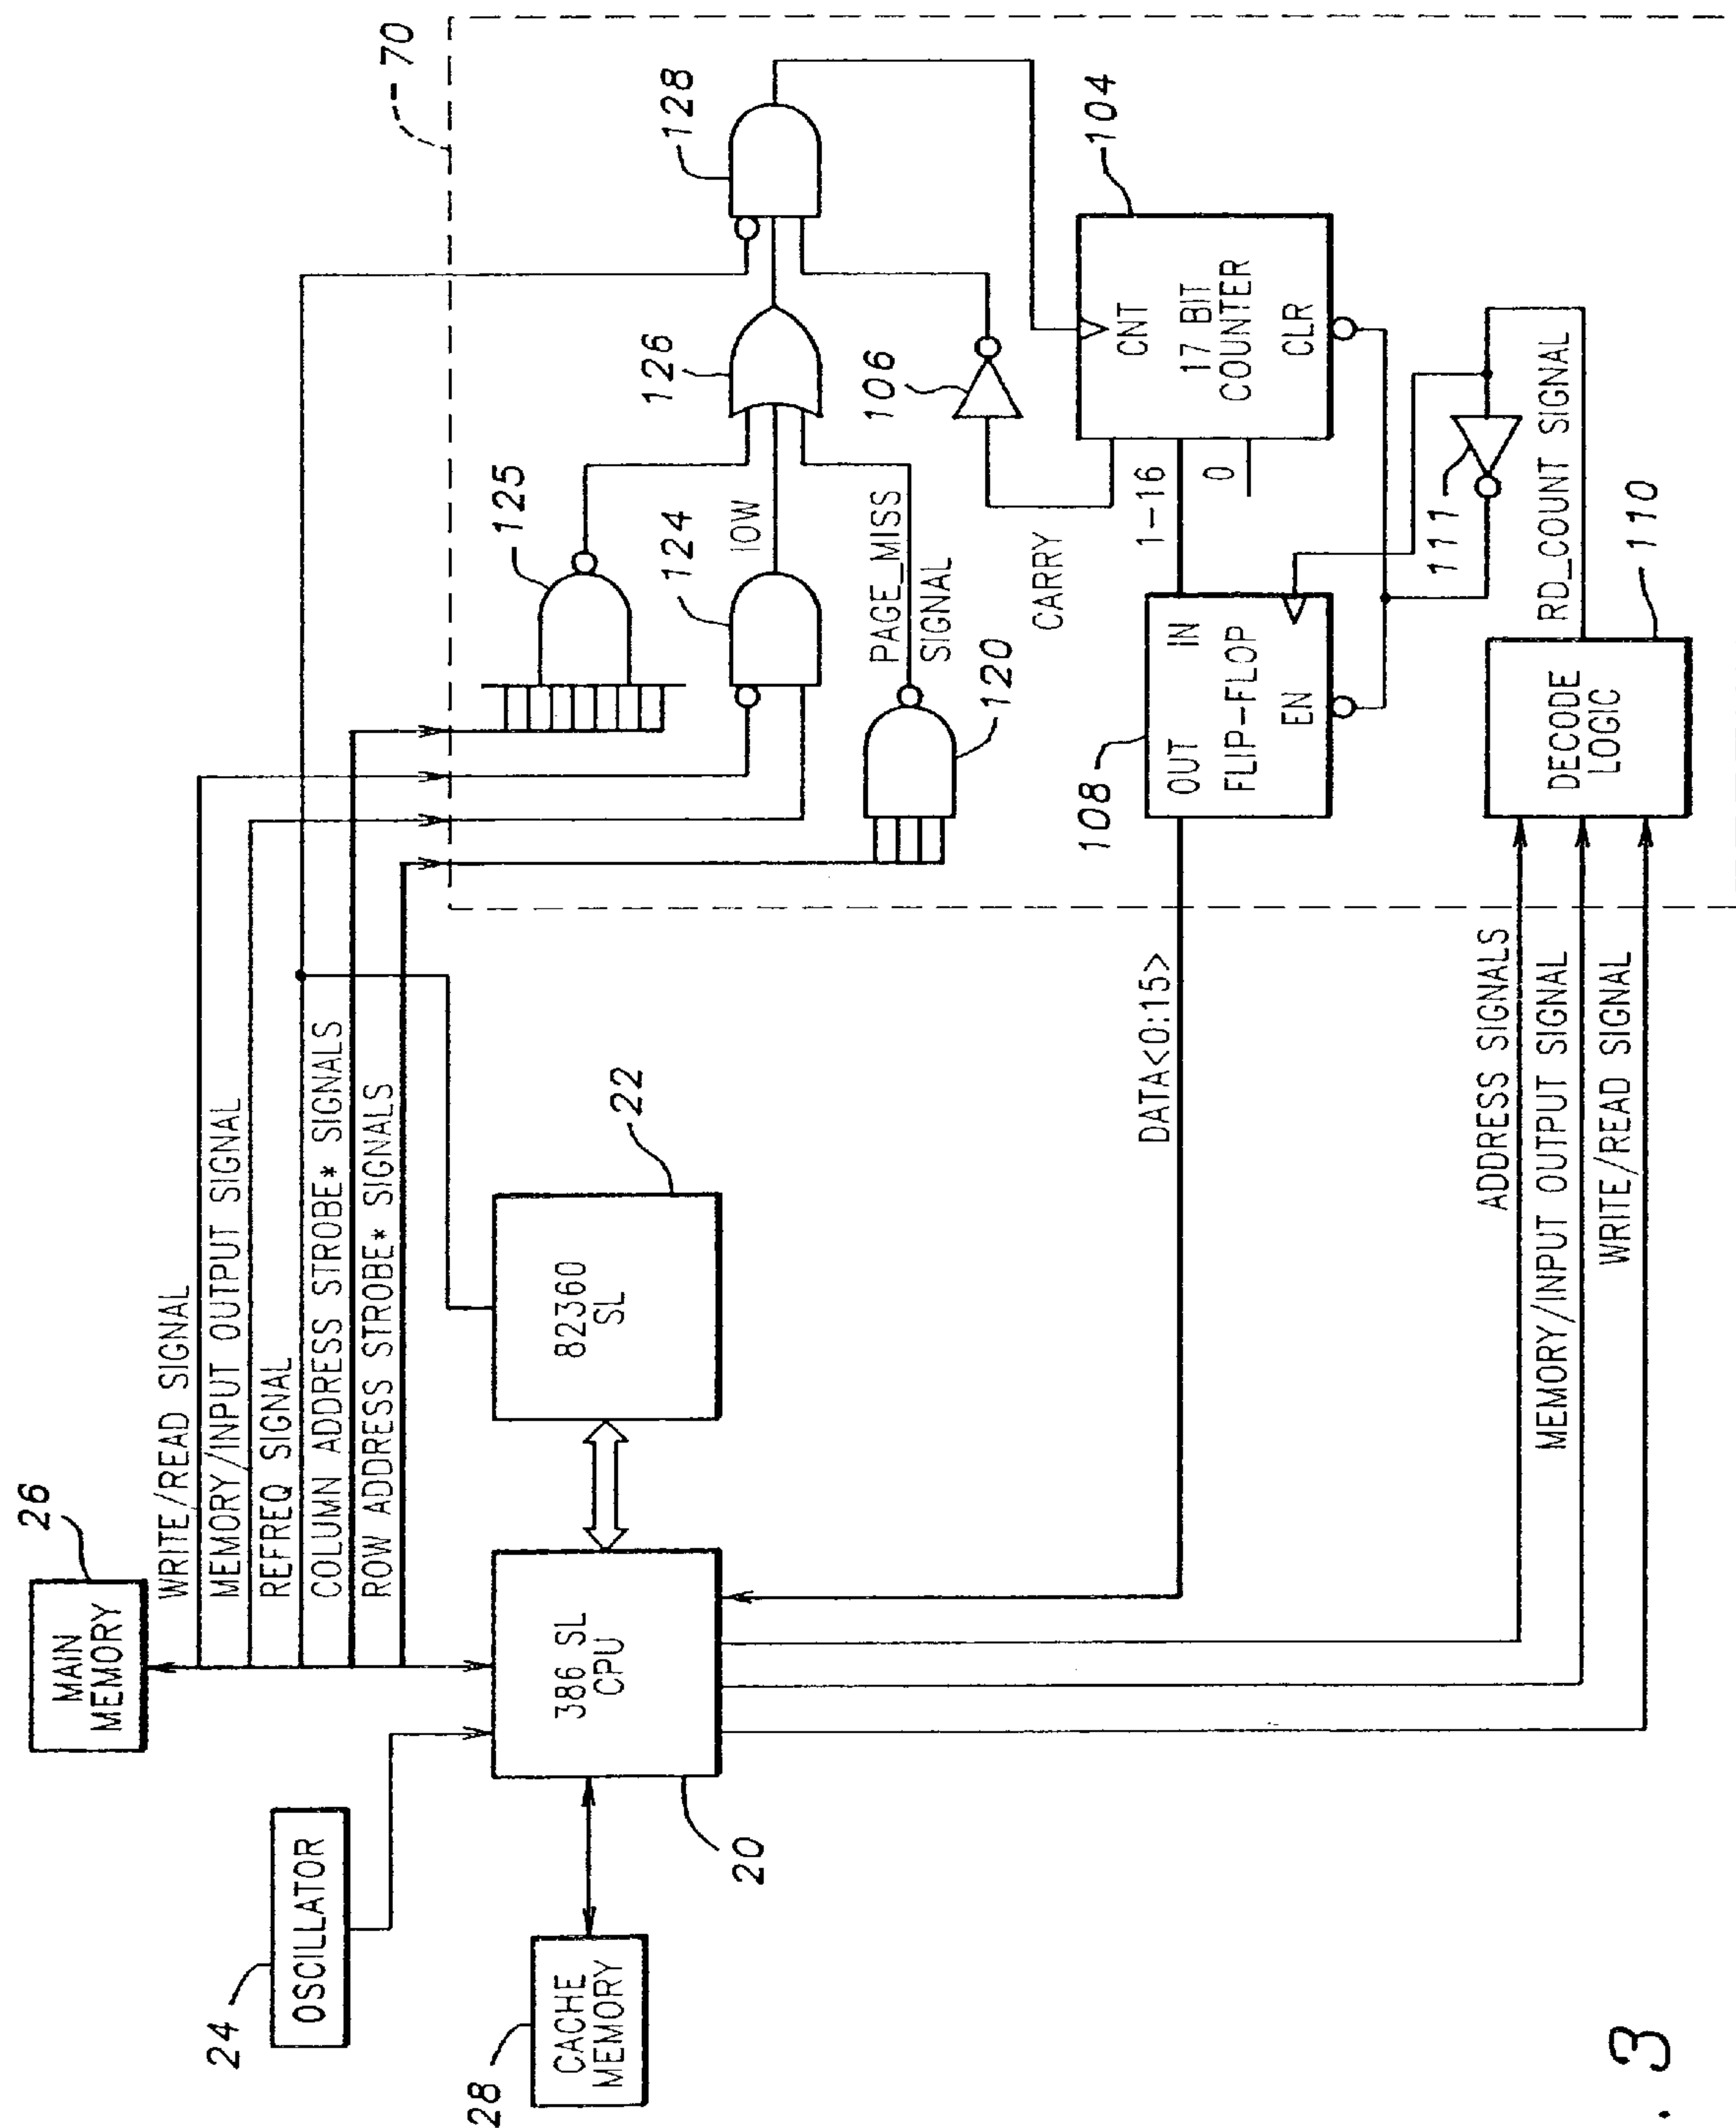 26
MAIN
MEMORY
24
OSCILLATOR
28
CACHE
MEMORY
20
386 SL
CPU
22
82360
SL
WRITE/READ SIGNAL
MEMORY/INPUT OUTPUT SIGNAL
REFREQ SIGNAL
COLUMN ADDRESS STROBE* SIGNALS
ROW ADDRESS STROBE* SIGNALS
70
125
124
IOW
126
128
PAGE_MISS
SIGNAL
120
106
CARRY
104
CNT
17 BIT
COUNTER
CLR
1-16
0
108
OUT
IN
FLIP-FLOP
EN
DATA<0:15>
111
RD_COUNT SIGNAL
110
DECODE
LOGIC
ADDRESS SIGNALS
MEMORY/INPUT OUTPUT SIGNAL
WRITE/READ SIGNAL
. 3